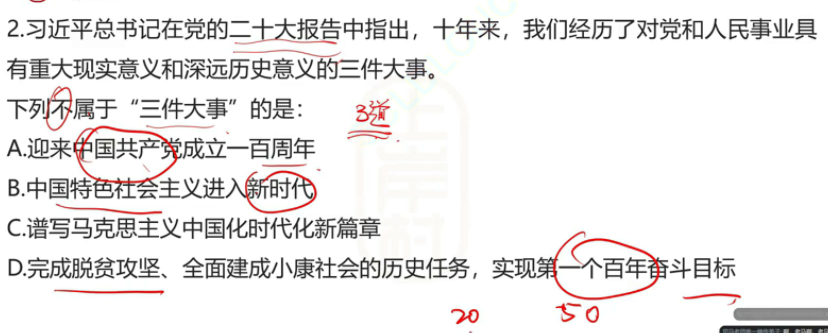 2.习近平总书记在党的二十大报告中指出，十年来，我们经历了对党和人民事业具
有重大现实意义和深远历史意义的三件大事。
下列不属于“三件大事”的是：
3道
A.迎来中国共产党成立一百周年
B.中国特色社会主义进入新时代
C.谱写马克思主义中国化时代化新篇章
D.完成脱贫攻坚、全面建成小康社会的历史任务，实现第一个百年奋斗目标
20 50